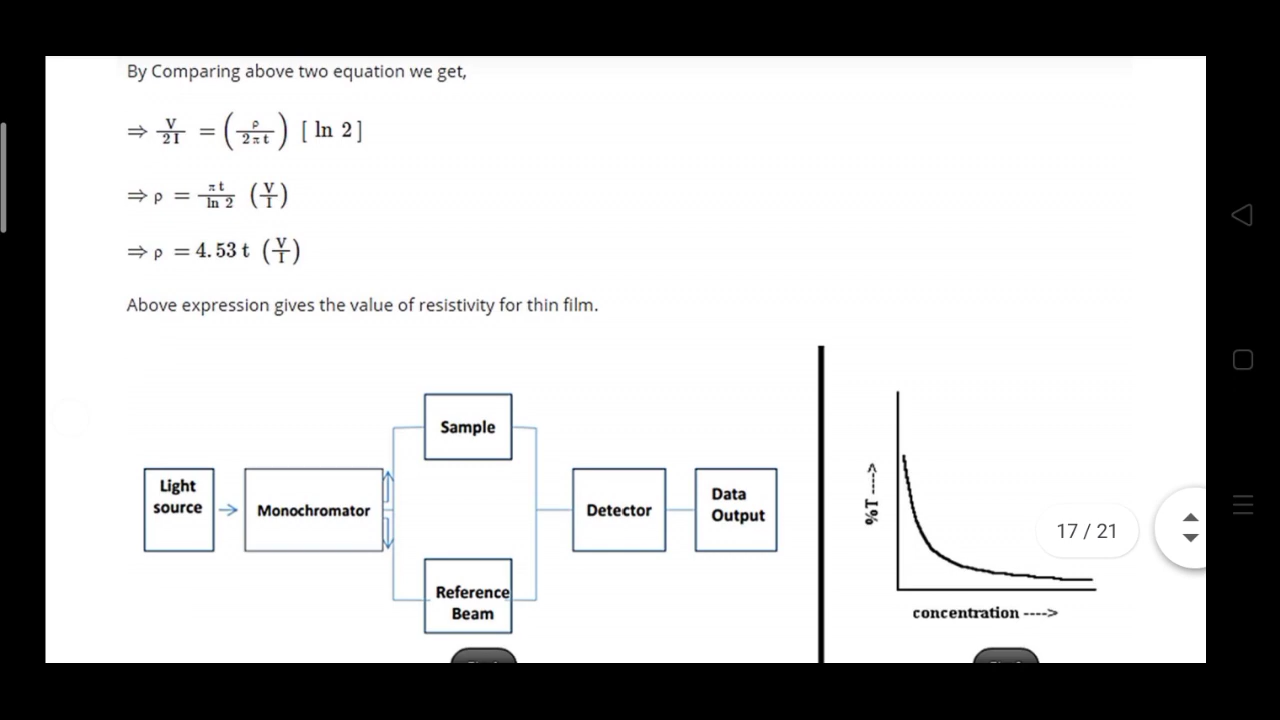 By Comparing above two equation we get,
⇒ V/2I = (ρ/2πt) [ ln 2 ]
⇒ ρ = πt/ln 2 (V/I)
⇒ ρ = 4.53 t (V/I)
Above expression gives the value of resistivity for thin film.
Sample
Light
source
Monochromator
Detector
Data
Output
Reference
Beam
%T ---->
17 / 21
concentration ---->